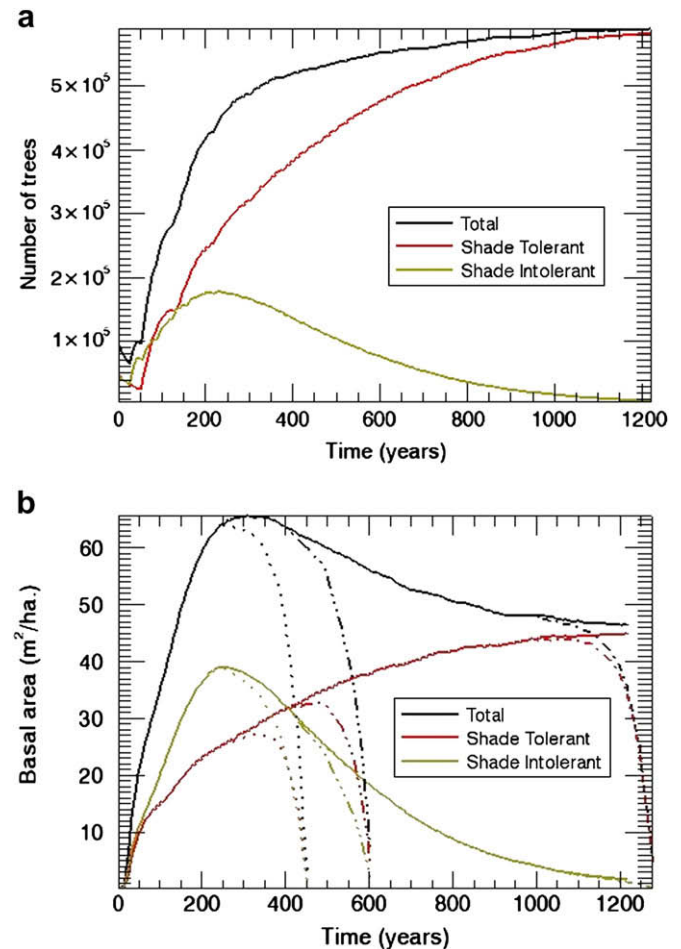 a
5×10⁵
4×10⁵
3×10⁵
2×10⁵
1×10⁵
Number of trees
Total
Shade Tolerant
Shade Intolerant
0 200 400 600 800 1000 1200
Time (years)
b
60
50
40
30
20
10
Basal area (m²/ha.)
Total
Shade Tolerant
Shade Intolerant
0 200 400 600 800 1000 1200
Time (years)